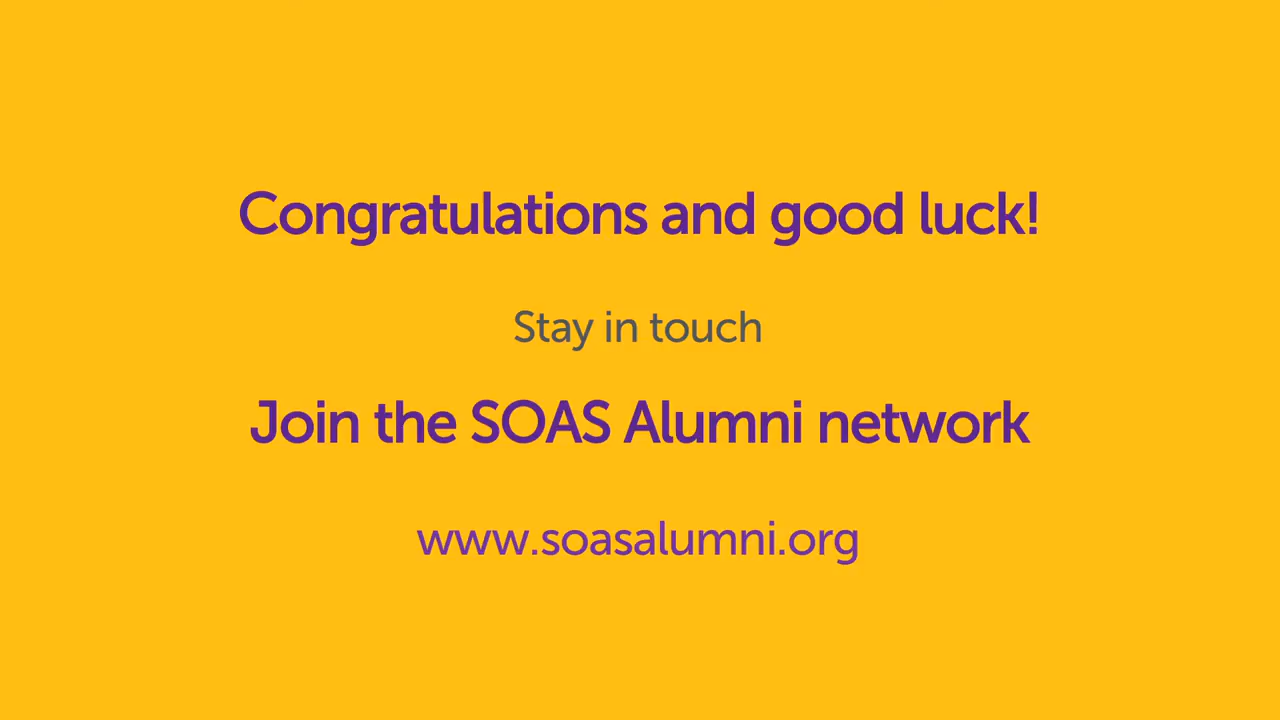 Congratulations and good luck!
Stay in touch
Join the SOAS Alumni network
www.soasalumni.org